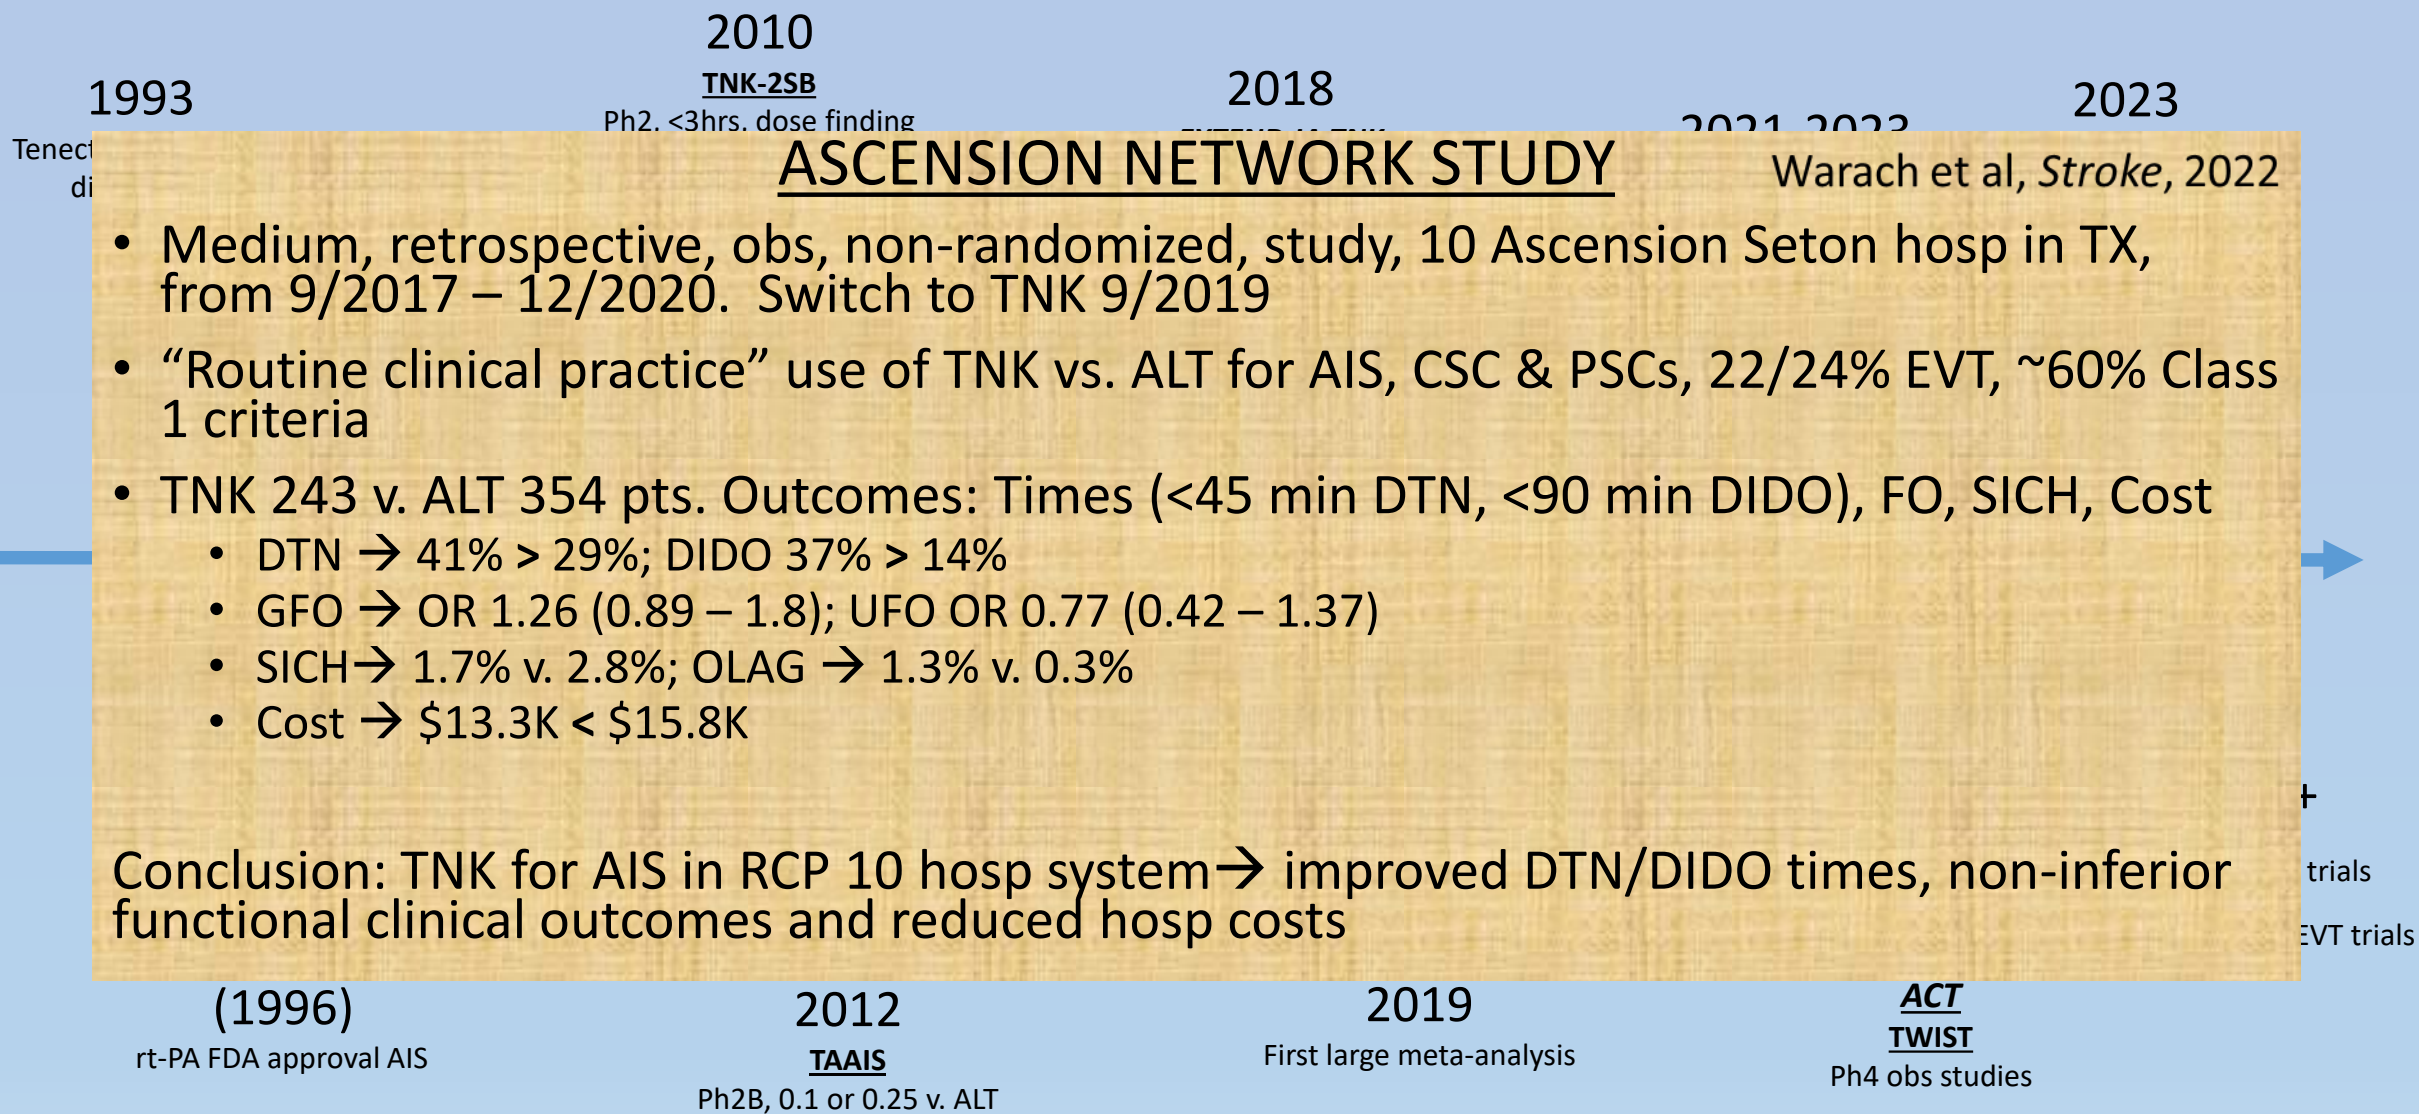 2010
TNK-2SB
Ph2, <3hrs, dose finding
1993
2018
2023
2021-2023
ASCENSION NETWORK STUDY
Warach et al, Stroke, 2022
• Medium, retrospective, obs, non-randomized, study, 10 Ascension Seton hosp in TX,
from 9/2017 – 12/2020. Switch to TNK 9/2019
• “Routine clinical practice” use of TNK vs. ALT for AIS, CSC & PSCs, 22/24% EVT, ~60% Class
1 criteria
• TNK 243 v. ALT 354 pts. Outcomes: Times (<45 min DTN, <90 min DIDO), FO, SICH, Cost
• DTN → 41% > 29%; DIDO 37% > 14%
• GFO → OR 1.26 (0.89 – 1.8); UFO OR 0.77 (0.42 – 1.37)
• SICH→ 1.7% v. 2.8%; OLAG → 1.3% v. 0.3%
• Cost → $13.3K < $15.8K
Conclusion: TNK for AIS in RCP 10 hosp system→ improved DTN/DIDO times, non-inferior
functional clinical outcomes and reduced hosp costs
trials
EVT trials
(1996)
rt-PA FDA approval AIS
2012
TAAIS
Ph2B, 0.1 or 0.25 v. ALT
2019
First large meta-analysis
ACT
TWIST
Ph4 obs studies